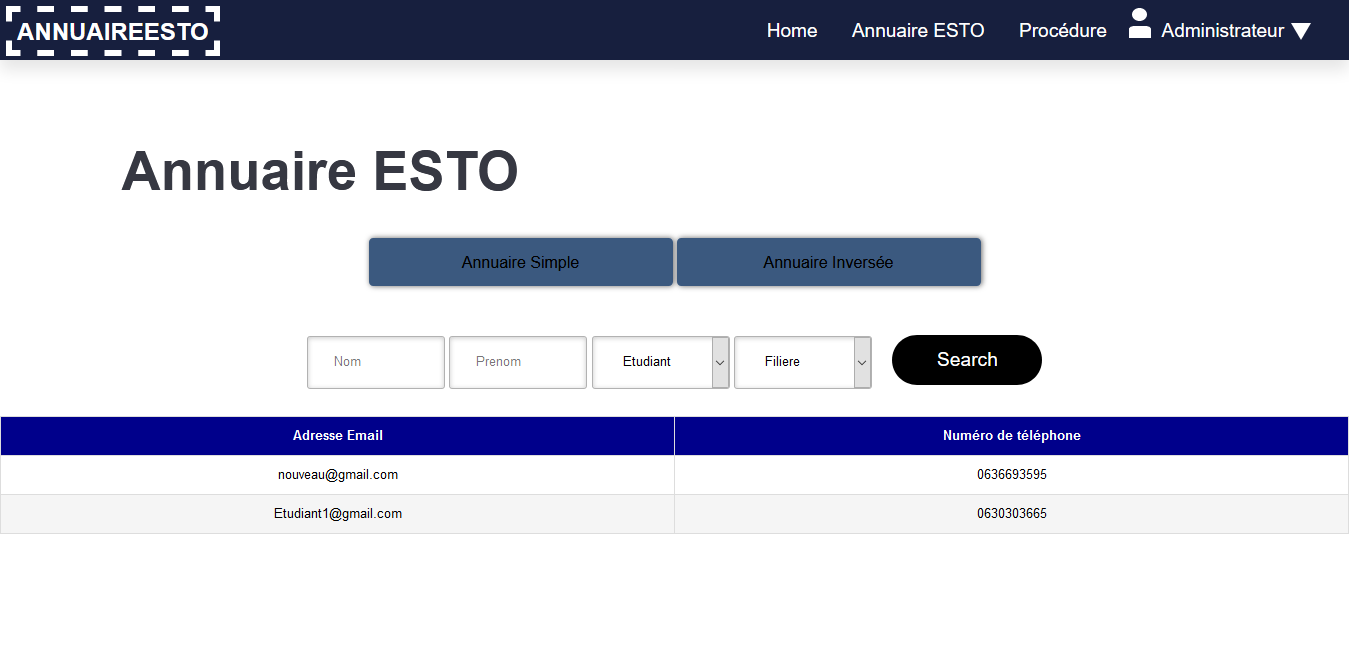 ANNUAIREESTO Home Annuaire ESTO Procédure Administrateur ▼
Annuaire ESTO
Annuaire Simple Annuaire Inversée
Nom Prenom Etudiant Filiere Search
Adresse Email Numéro de téléphone
nouveau@gmail.com 0636693595
Etudiant1@gmail.com 0630303665